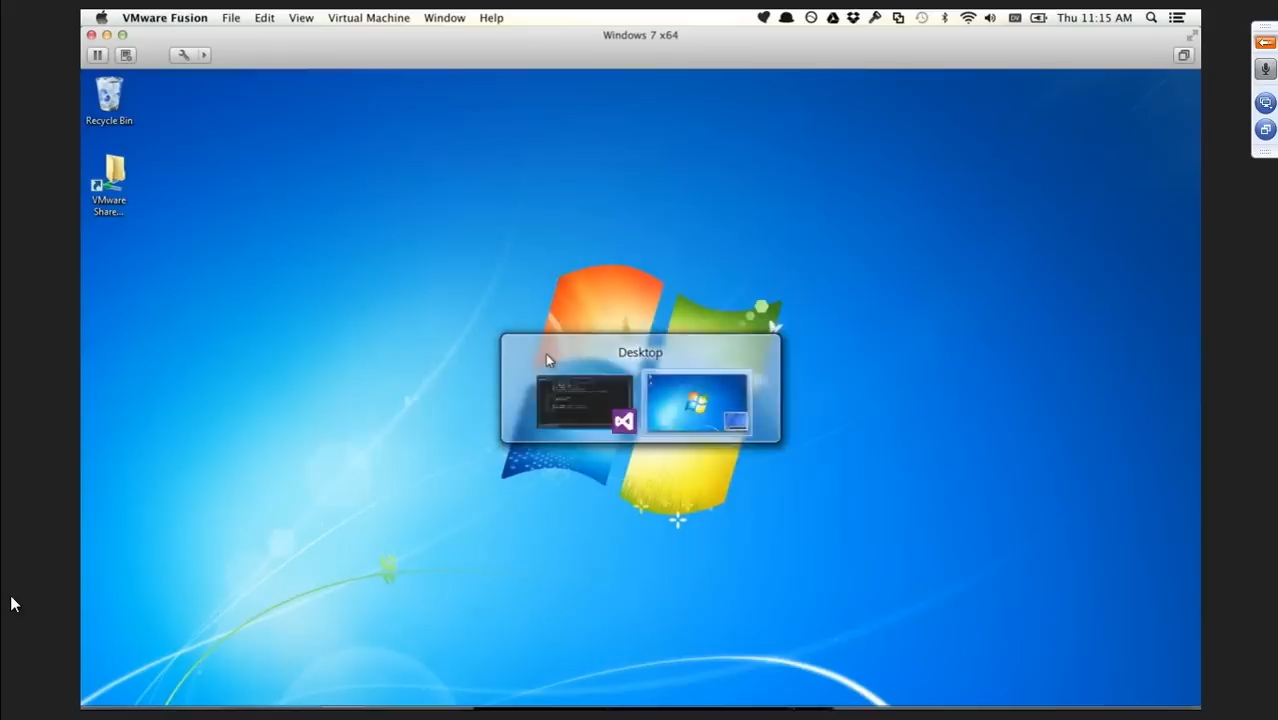 VMware Fusion File Edit View Virtual Machine Window Help Thu 11:15 AM
Windows 7 x64
Recycle Bin
VMware
Share...
Desktop